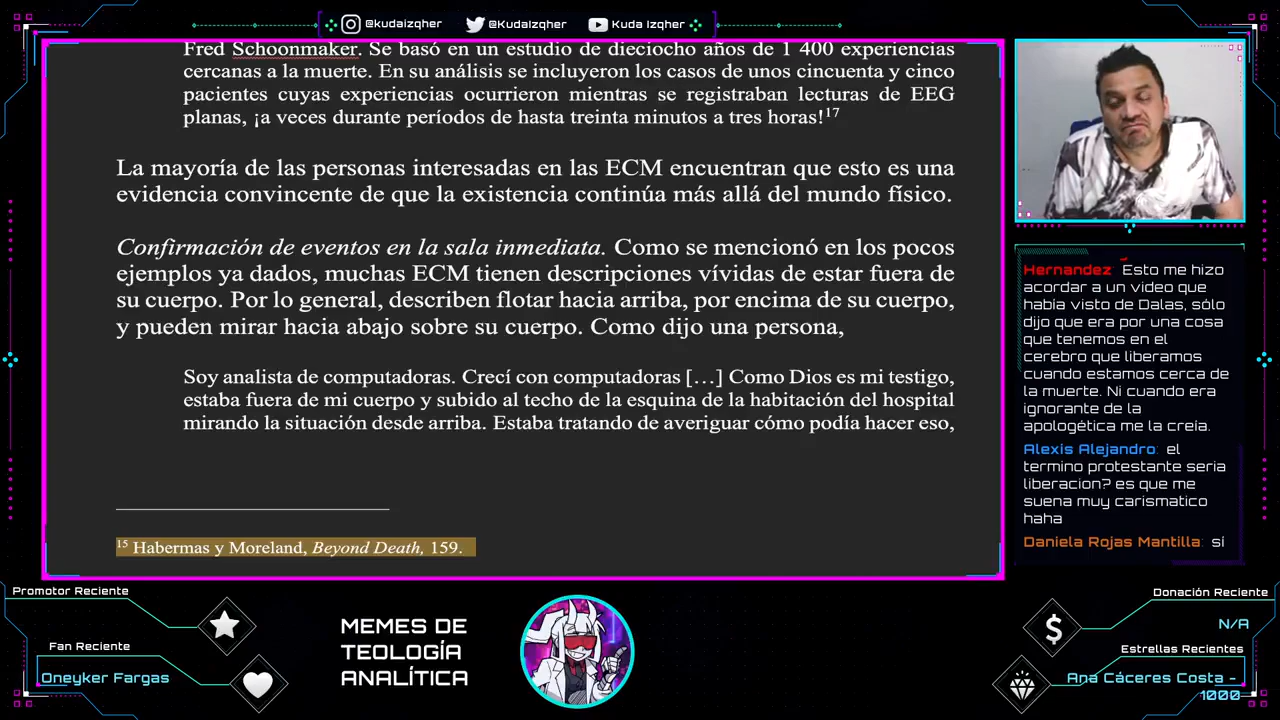 @kudaizqher
@Kudaizqher
Kuda Izqher
Fred Schoonmaker. Se basó en un estudio de dieciocho años de 1 400 experiencias
cercanas a la muerte. En su análisis se incluyeron los casos de unos cincuenta y cinco
pacientes cuyas experiencias ocurrieron mientras se registraban lecturas de EEG
planas, ¡a veces durante períodos de hasta treinta minutos a tres horas!17
La mayoría de las personas interesadas en las ECM encuentran que esto es una
evidencia convincente de que la existencia continúa más allá del mundo físico.
Confirmación de eventos en la sala inmediata. Como se mencionó en los pocos
ejemplos ya dados, muchas ECM tienen descripciones vívidas de estar fuera de
su cuerpo. Por lo general, describen flotar hacia arriba, por encima de su cuerpo,
y pueden mirar hacia abajo sobre su cuerpo. Como dijo una persona,
Soy analista de computadoras. Crecí con computadoras […] Como Dios es mi testigo,
estaba fuera de mi cuerpo y subido al techo de la esquina de la habitación del hospital
mirando la situación desde arriba. Estaba tratando de averiguar cómo podía hacer eso,
15 Habermas y Moreland, Beyond Death, 159.
Hernandez: Esto me hizo
acordar a un video que
había visto de Dalas, sólo
dijo que era por una cosa
que tenemos en el
cerebro que liberamos
cuando estamos cerca de
la muerte. Ni cuando era
ignorante de la
apologética me la creía.
Alexis Alejandro: el
termino protestante seria
liberacion? es que me
suena muy carismatico
haha
Daniela Rojas Mantilla: sí
Promotor Reciente
Fan Reciente
Oneyker Fargas
MEMES DE
TEOLOGÍA
ANALÍTICA
Donación Reciente
N/A
Estrellas Recientes
Ana Cáceres Costa -
1000